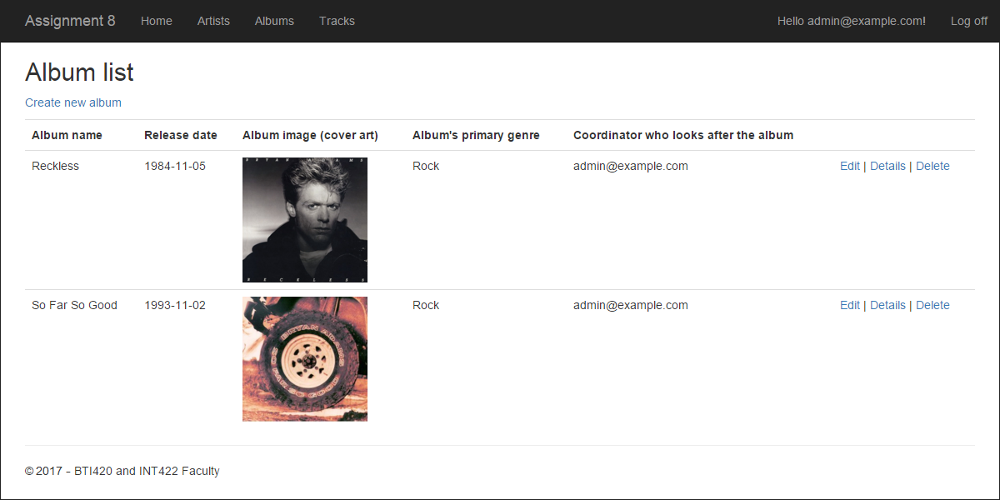 Assignment 8 Home Artists Albums Tracks Hello admin@example.com! Log off
Album list
Create new album
Album name Release date Album image (cover art) Album's primary genre Coordinator who looks after the album
Reckless 1984-11-05 Rock admin@example.com Edit | Details | Delete
BRYAN ADAMS
RECKLESS
So Far So Good 1993-11-02 Rock admin@example.com Edit | Details | Delete
BRYAN ADAMS
SO FAR SO GOOD
© 2017 - BTI420 and INT422 Faculty